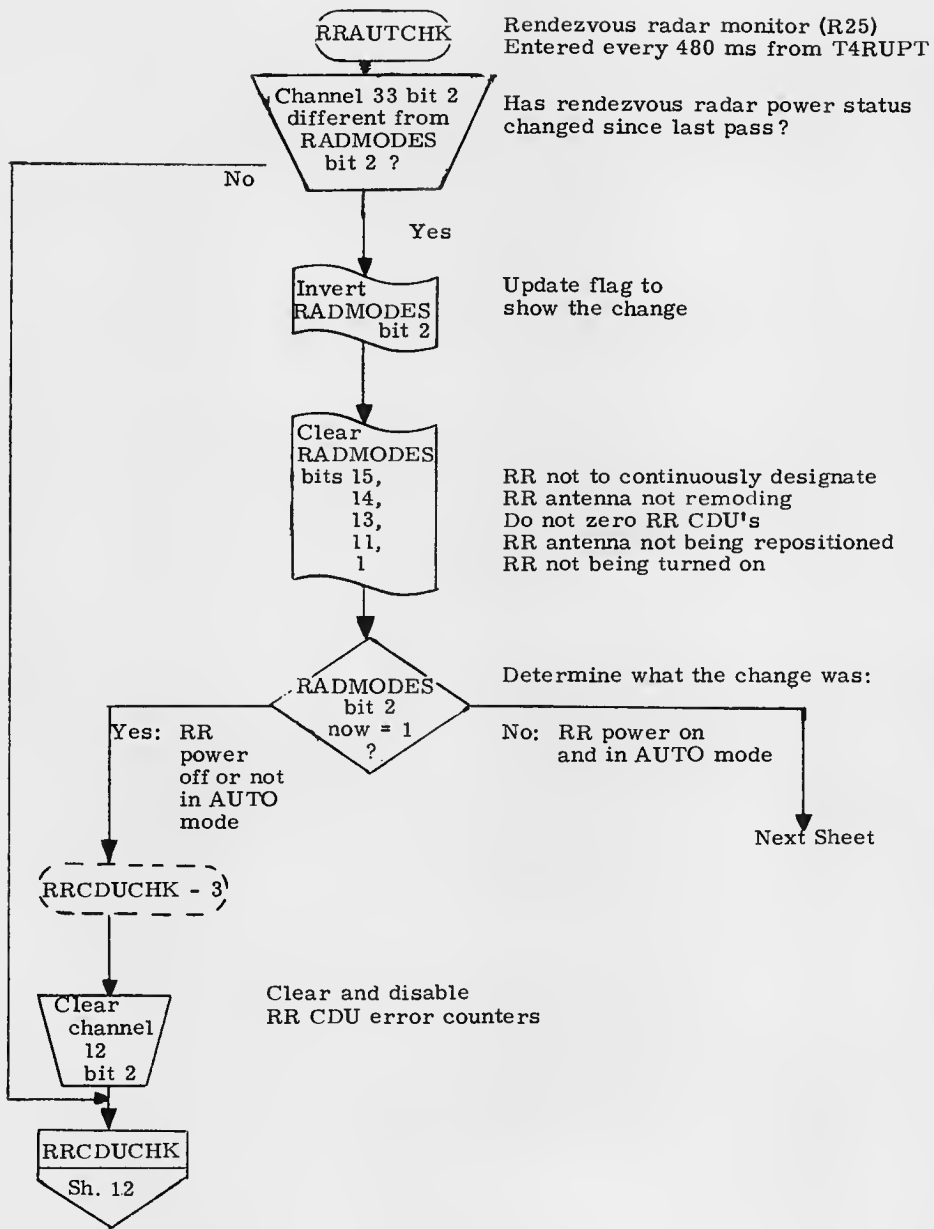 RRAUTCHK
Rendezvous radar monitor (R25)
Entered every 480 ms from T4RUPT
Channel 33 bit 2
different from
RADMODES
bit 2 ?
Has rendezvous radar power status
changed since last pass?
No
Yes
Invert
RADMODES
bit 2
Update flag to
show the change
Clear
RADMODES
bits 15,
14,
13,
11,
1
RR not to continuously designate
RR antenna not remoding
Do not zero RR CDU's
RR antenna not being repositioned
RR not being turned on
RADMODES
bit 2
now = 1
?
Determine what the change was:
Yes: RR
power
off or not
in AUTO
mode
No: RR power on
and in AUTO mode
Next Sheet
RRCDUCHK - 3
Clear
channel
12
bit 2
Clear and disable
RR CDU error counters
RRCDUCHK
Sh. 12